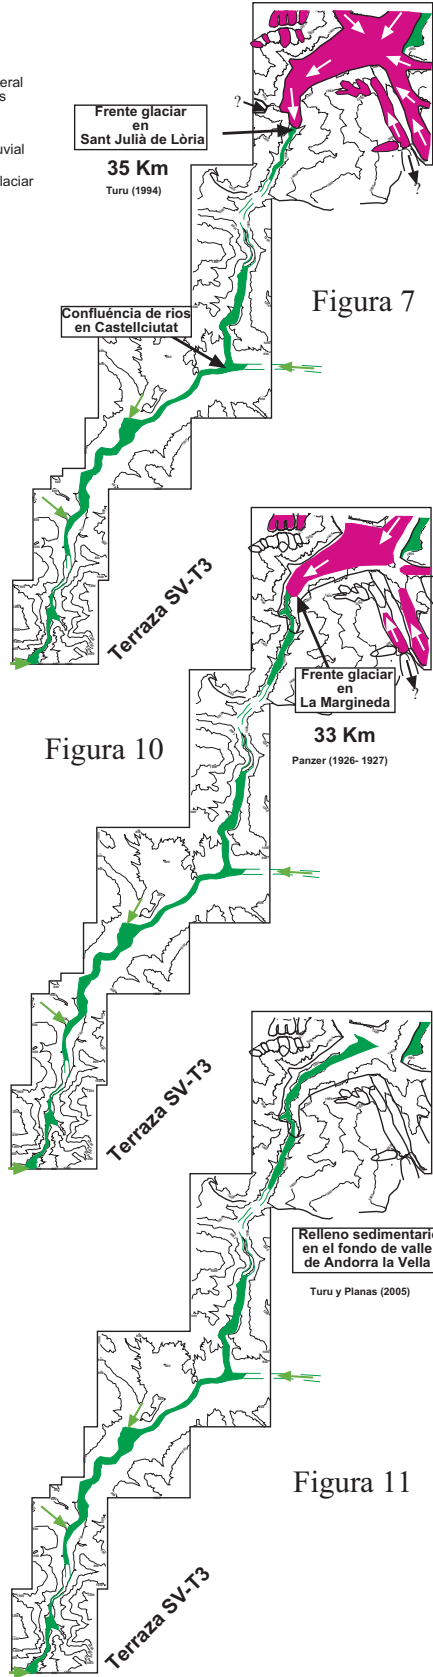 eral
s
uvial
laciar
?
Frente glaciar
en
Sant Julià de Lòria
35 Km
Turu (1994)
?
Figura 7
Confluéncia de rios
en Castellciutat
Terraza SV-T3
Frente glaciar
en
La Margineda
?
33 Km
Panzer (1926- 1927)
Figura 10
Terraza SV-T3
Relleno sedimentario
en el fondo de valle
de Andorra la Vella
Turu y Planas (2005)
Figura 11
Terraza SV-T3